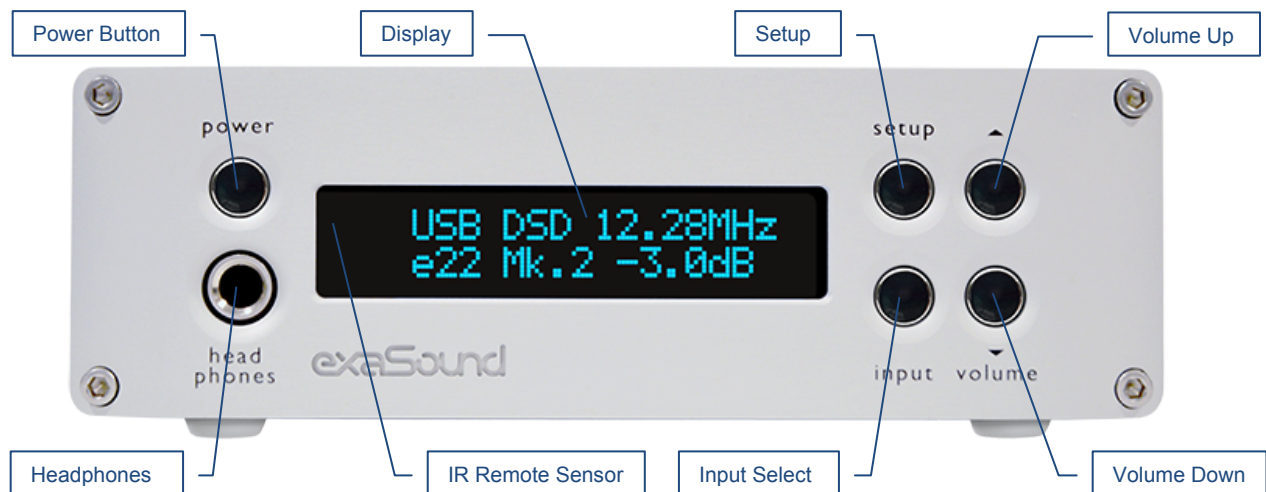 Power Button
Display
Setup
Volume Up
power
setup
USB DSD 12.28MHz
e22 Mk.2 -3.0dB
head
phones
exaSound
input
volume
Headphones
IR Remote Sensor
Input Select
Volume Down